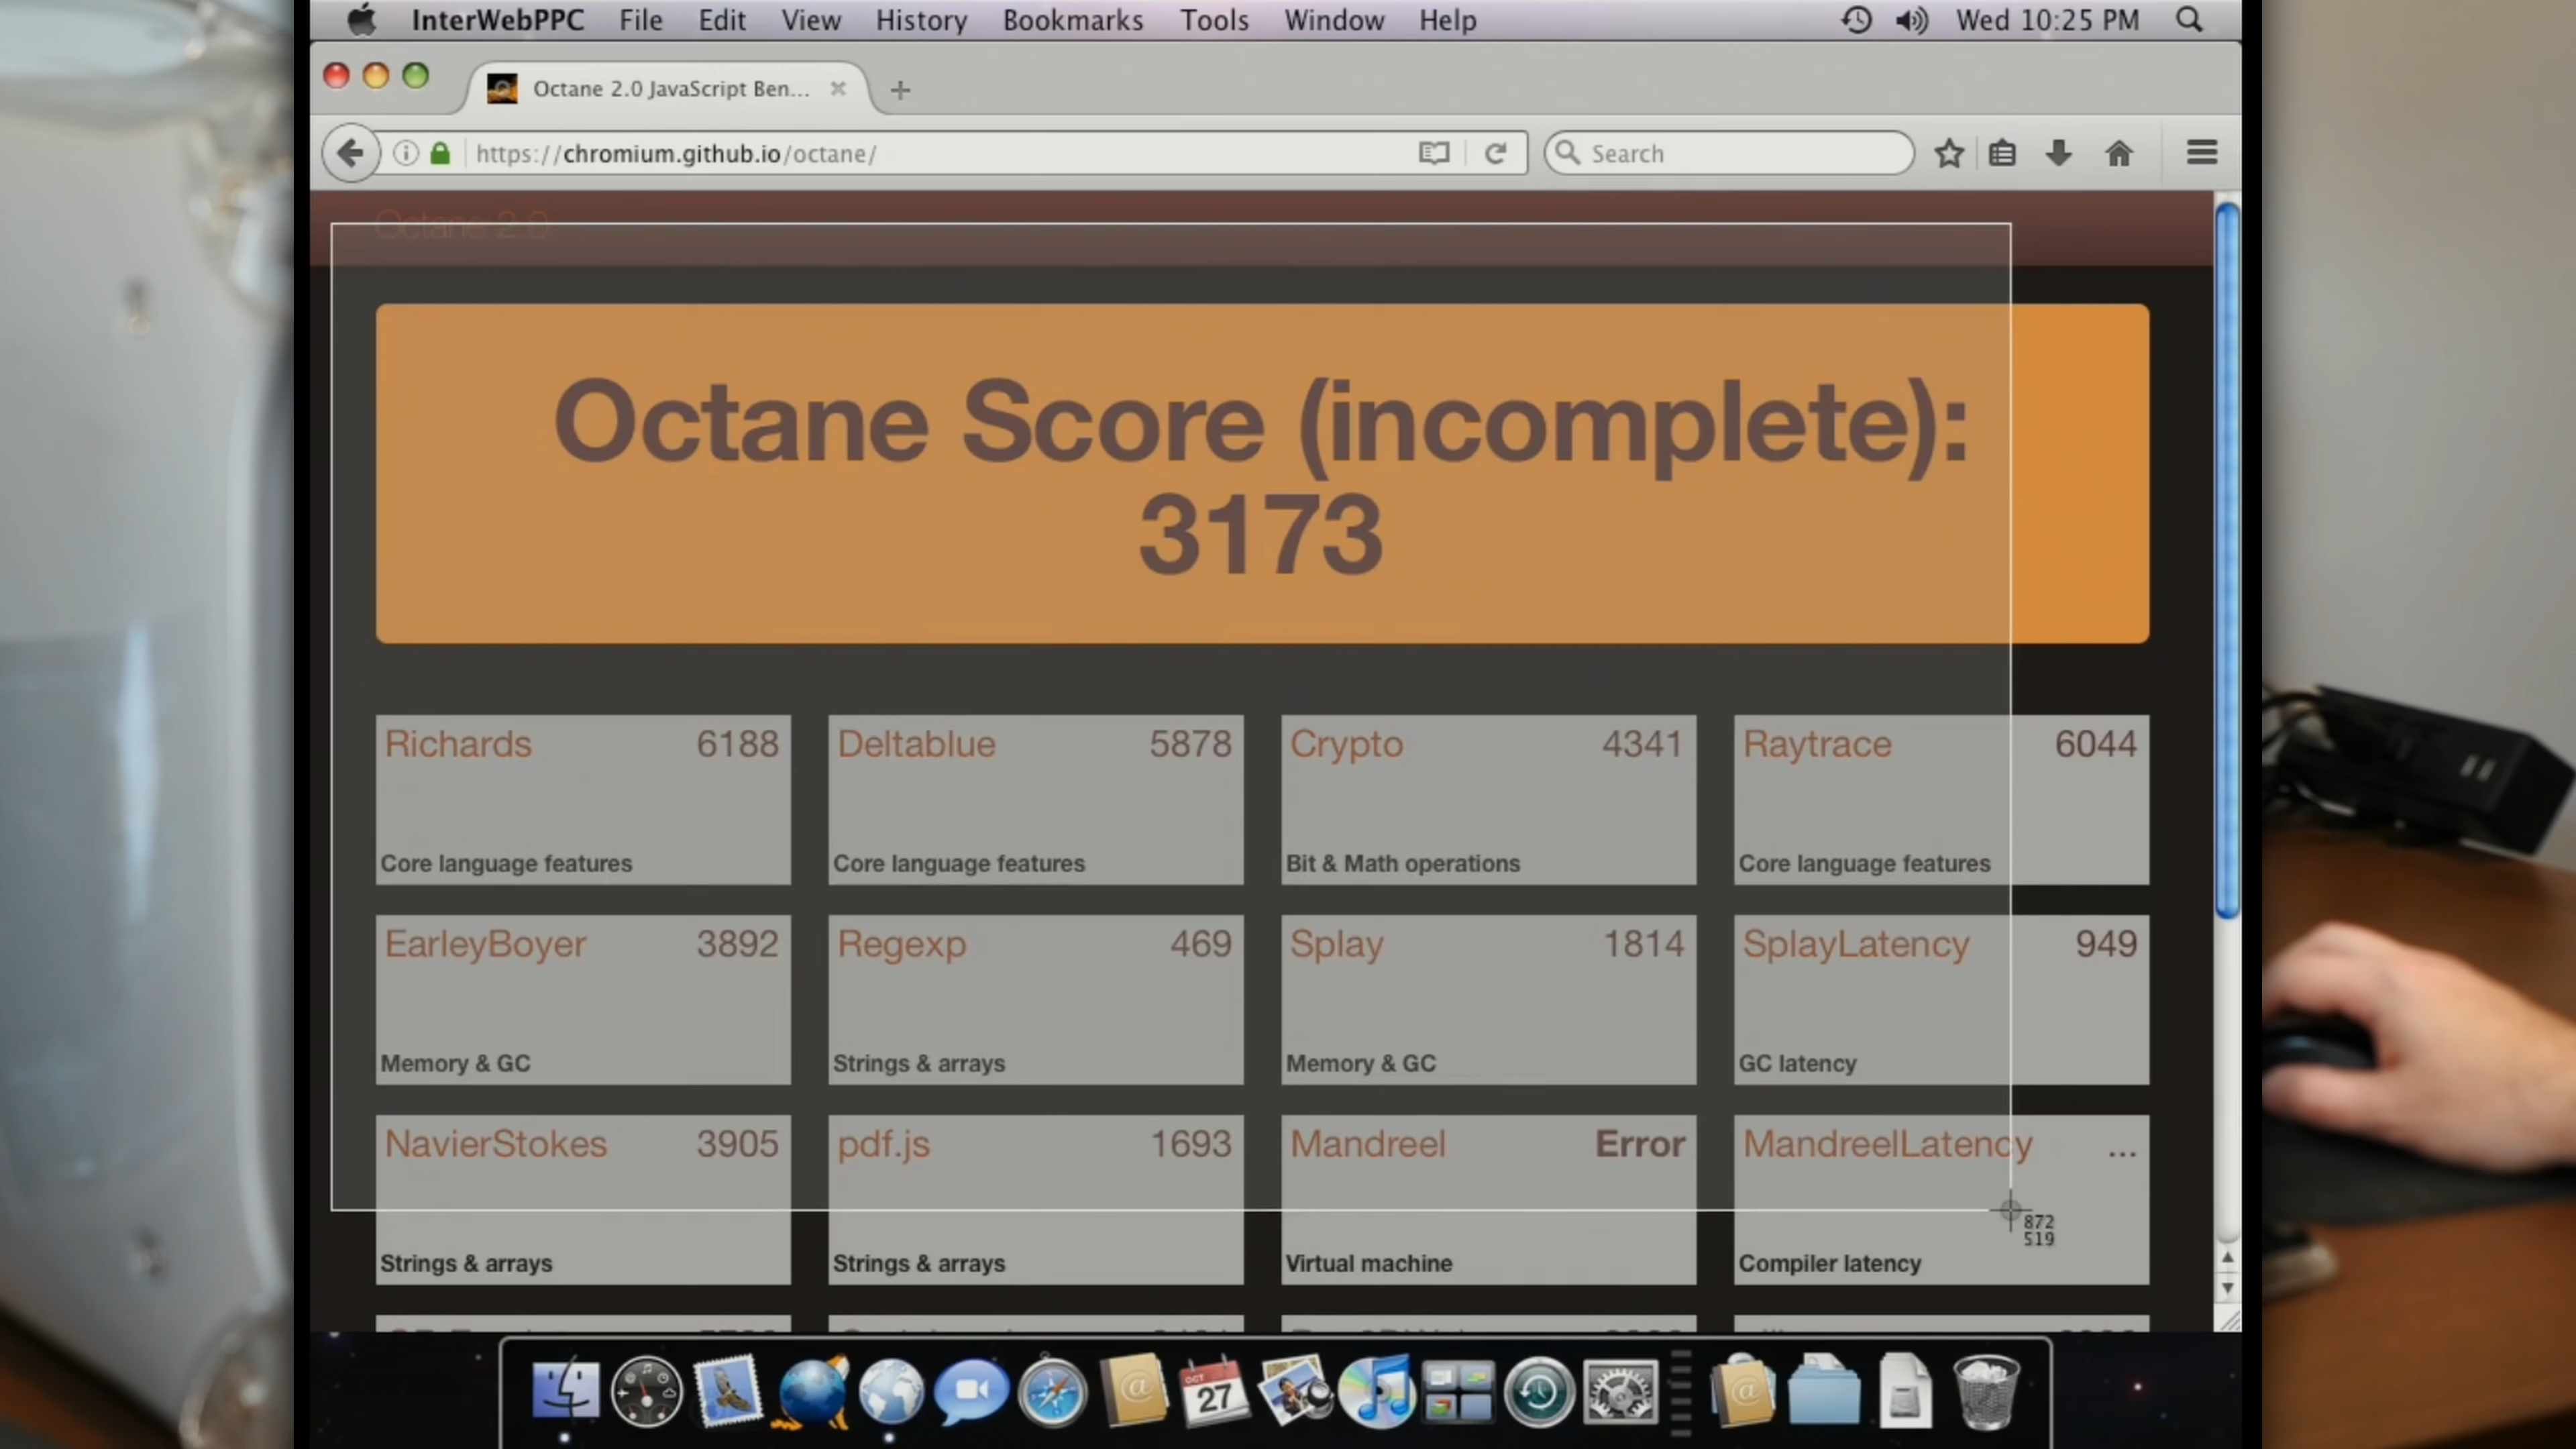 InterWebPPC File Edit View History Bookmarks Tools Window Help Wed 10:25 PM
Octane 2.0 JavaScript Ben...
https://chromium.github.io/octane/ Search
Octane 2.0
Octane Score (incomplete):
3173
Richards 6188 Deltablue 5878 Crypto 4341 Raytrace 6044
Core language features Core language features Bit & Math operations Core language features
EarleyBoyer 3892 Regexp 469 Splay 1814 SplayLatency 949
Memory & GC Strings & arrays Memory & GC GC latency
NavierStokes 3905 pdf.js 1693 Mandreel Error MandreelLatency ...
872
519
Strings & arrays Strings & arrays Virtual machine Compiler latency
OCT
27